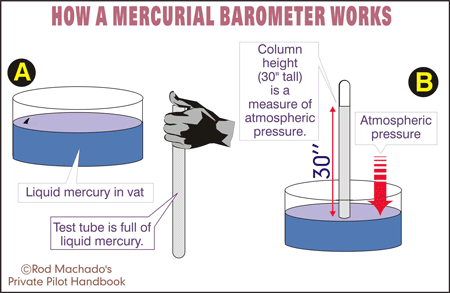 HOW A MERCURIAL BAROMETER WORKS
A
Liquid mercury in vat
Test tube is full of
liquid mercury.
Column
height
(30" tall)
is a
measure of
atmospheric
pressure.
B
Atmospheric
pressure
30"
©Rod Machado's
Private Pilot Handbook